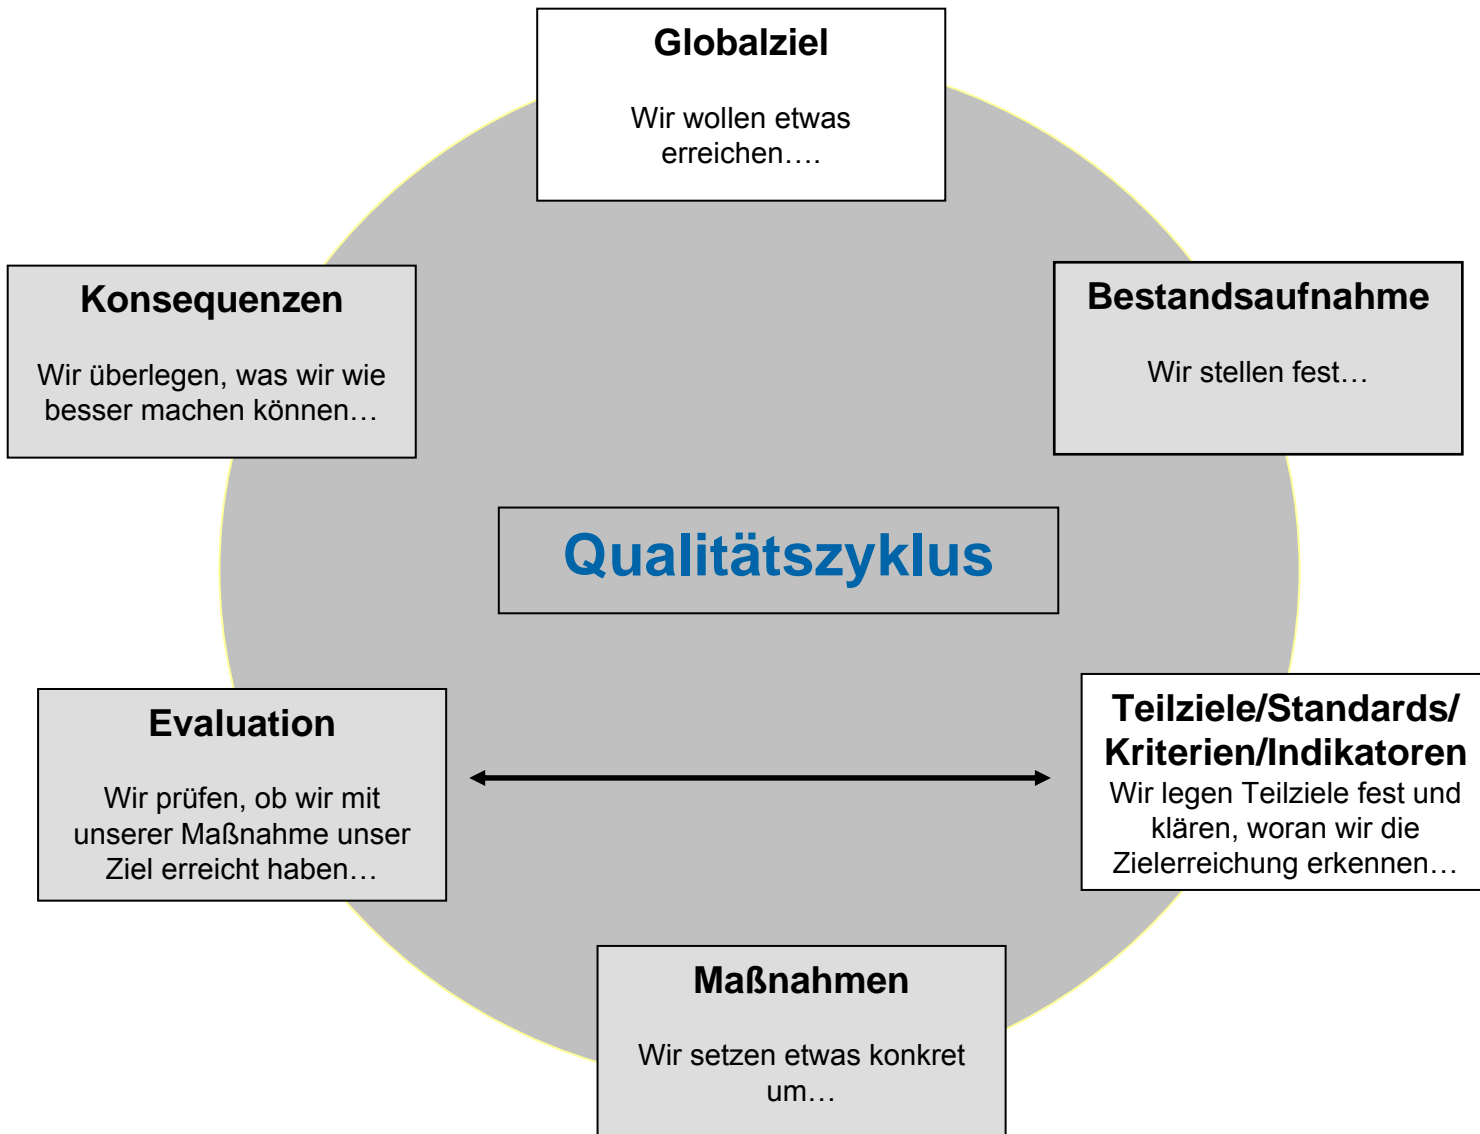 Globalziel
Wir wollen etwas
erreichen....
Konsequenzen
Wir überlegen, was wir wie
besser machen können…
Bestandsaufnahme
Wir stellen fest…
Qualitätszyklus
Evaluation
Wir prüfen, ob wir mit
unserer Maßnahme unser
Ziel erreicht haben…
Teilziele/Standards/
Kriterien/Indikatoren
Wir legen Teilziele fest und
klären, woran wir die
Zielerreichung erkennen…
Maßnahmen
Wir setzen etwas konkret
um…